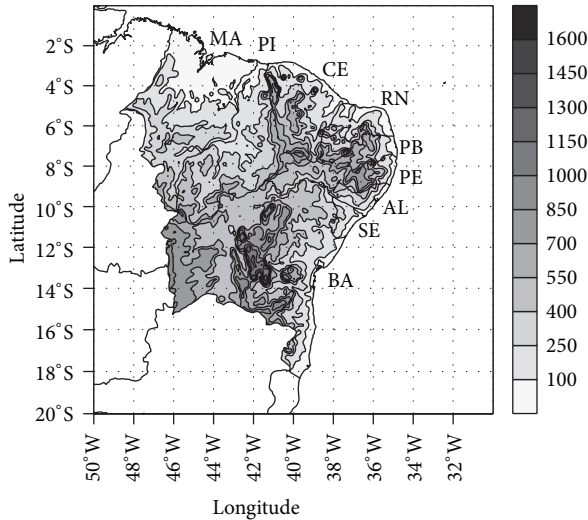 MA
PI
CE
RN
PB
PE
AL
SE
BA
2°S
4°S
6°S
8°S
10°S
12°S
14°S
16°S
18°S
20°S
Latitude
50°W
48°W
46°W
44°W
42°W
40°W
38°W
36°W
34°W
32°W
Longitude
1600
1450
1300
1150
1000
850
700
550
400
250
100